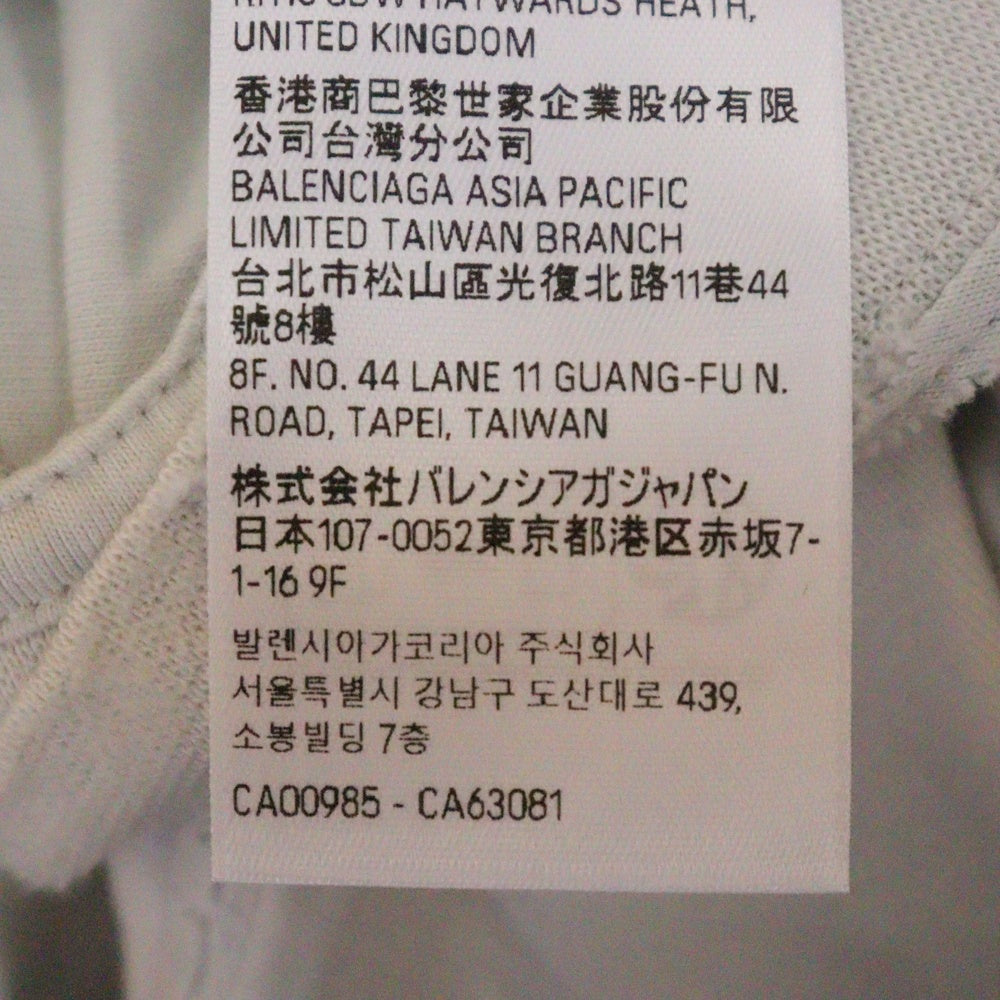 RH16 3BW HAYWARDS HEATH,
UNITED KINGDOM
香港商巴黎世家企業股份有限
公司台灣分公司
BALENCIAGA ASIA PACIFIC
LIMITED TAIWAN BRANCH
台北市松山區光復北路11巷44
號8樓
8F. NO. 44 LANE 11 GUANG-FU N.
ROAD, TAPEI, TAIWAN
株式会社バレンシアガジャパン
日本107-0052東京都港区赤坂7-
1-16 9F
발렌시아가코리아 주식회사
서울특별시 강남구 도산대로 439,
소봉빌딩 7층
CA00985 - CA63081